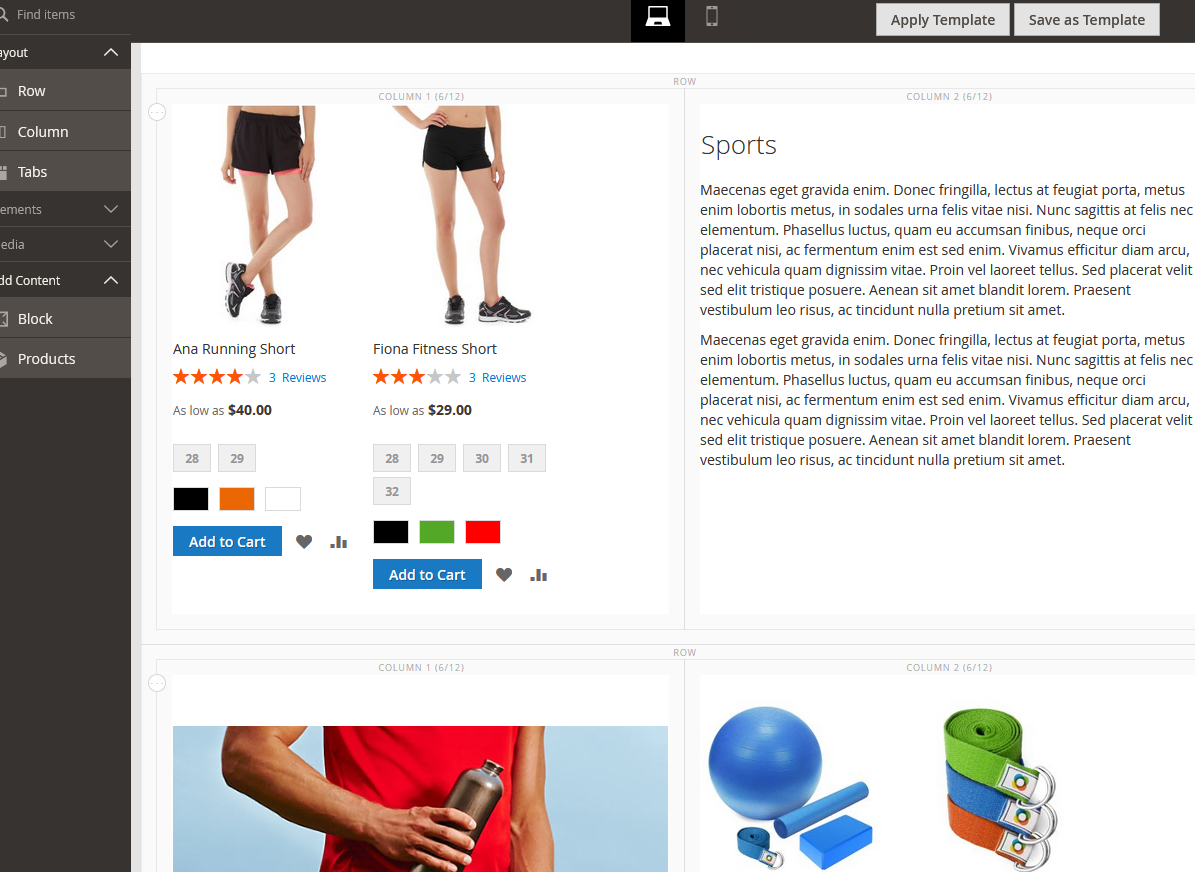 Find items
Apply Template
Save as Template
ayout
Row
Column
Tabs
ements
edia
dd Content
Block
Products
ROW
COLUMN 1 (6/12)
COLUMN 2 (6/12)
Ana Running Short
3 Reviews
As low as $40.00
28 29
Add to Cart
Fiona Fitness Short
3 Reviews
As low as $29.00
28 29 30 31
32
Add to Cart
Sports
Maecenas eget gravida enim. Donec fringilla, lectus at feugiat porta, metus
enim lobortis metus, in sodales urna felis vitae nisi. Nunc sagittis at felis nec
elementum. Phasellus luctus, quam eu accumsan finibus, neque orci
placerat nisi, ac fermentum enim est sed enim. Vivamus efficitur diam arcu,
nec vehicula quam dignissim vitae. Proin vel laoreet tellus. Sed placerat velit
sed elit tristique posuere. Aenean sit amet blandit lorem. Praesent
vestibulum leo risus, ac tincidunt nulla pretium sit amet.
Maecenas eget gravida enim. Donec fringilla, lectus at feugiat porta, metus
enim lobortis metus, in sodales urna felis vitae nisi. Nunc sagittis at felis nec
elementum. Phasellus luctus, quam eu accumsan finibus, neque orci
placerat nisi, ac fermentum enim est sed enim. Vivamus efficitur diam arcu,
nec vehicula quam dignissim vitae. Proin vel laoreet tellus. Sed placerat velit
sed elit tristique posuere. Aenean sit amet blandit lorem. Praesent
vestibulum leo risus, ac tincidunt nulla pretium sit amet.
ROW
COLUMN 1 (6/12)
COLUMN 2 (6/12)